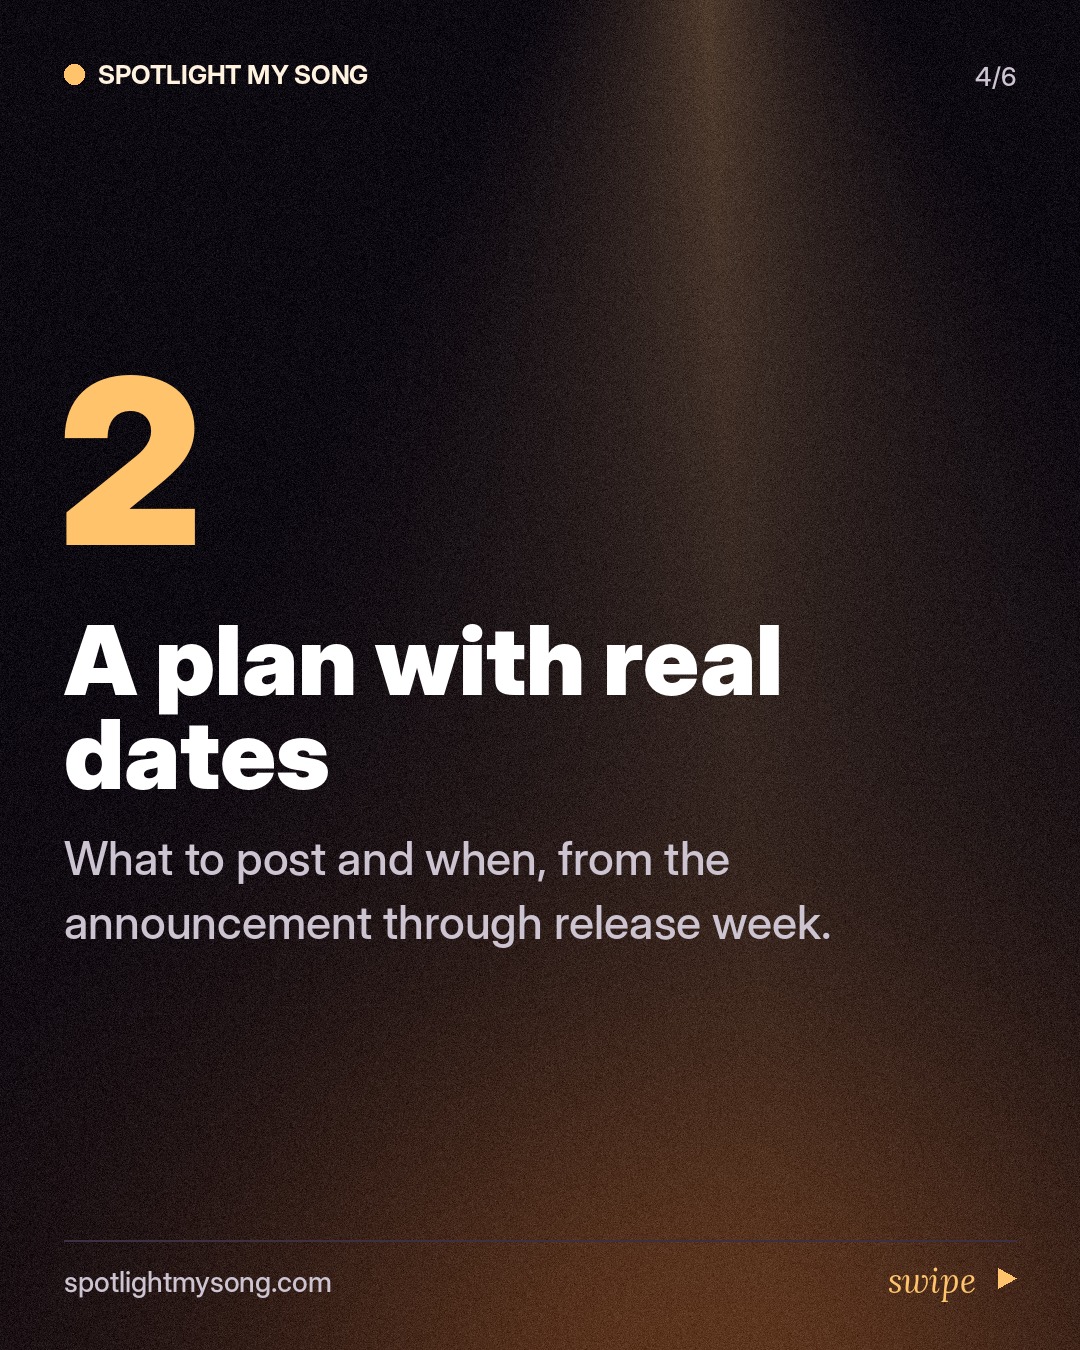 SPOTLIGHT MY SONG
4/6
2
A plan with real
dates
What to post and when, from the
announcement through release week.
spotlightmysong.com
swipe